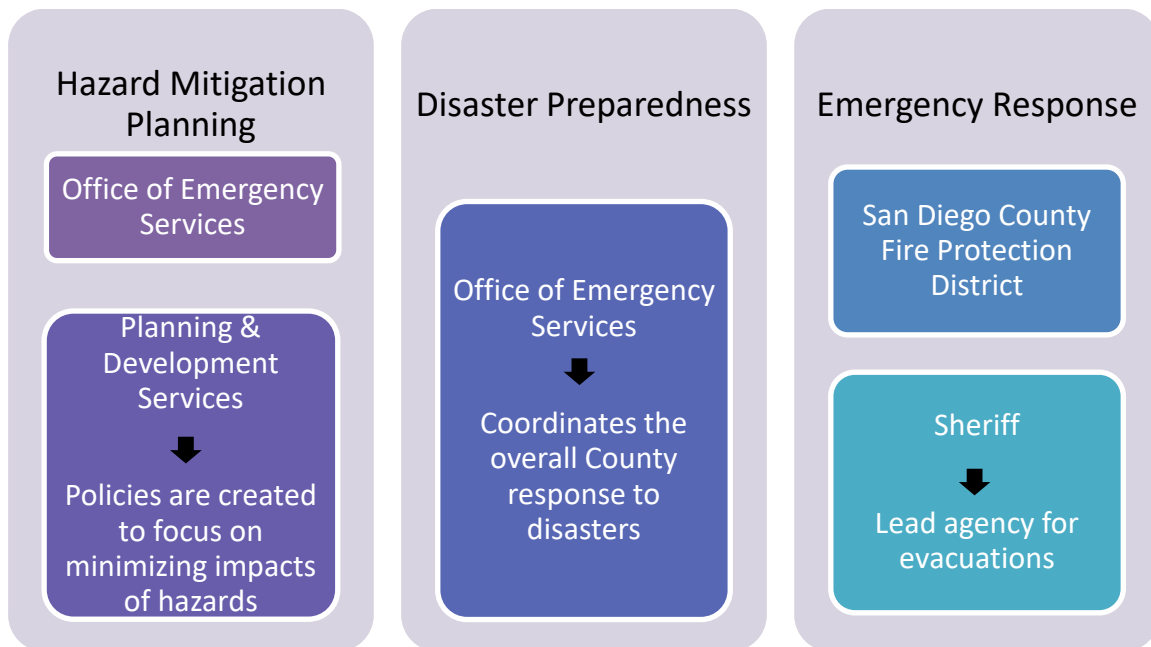 Hazard Mitigation
Planning
Office of Emergency
Services
Planning &
Development
Services
Policies are created
to focus on
minimizing impacts
of hazards
Disaster Preparedness
Office of Emergency
Services
Coordinates the
overall County
response to
disasters
Emergency Response
San Diego County
Fire Protection
District
Sheriff
Lead agency for
evacuations